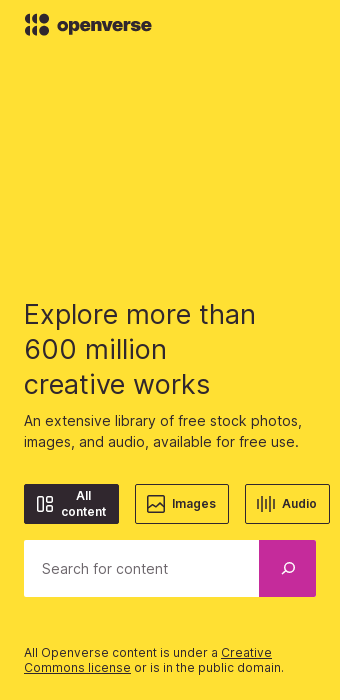 openverse
Explore more than
600 million
creative works
An extensive library of free stock photos,
images, and audio, available for free use.
All
content
Images
Audio
Search for content
All Openverse content is under a Creative
Commons license or is in the public domain.